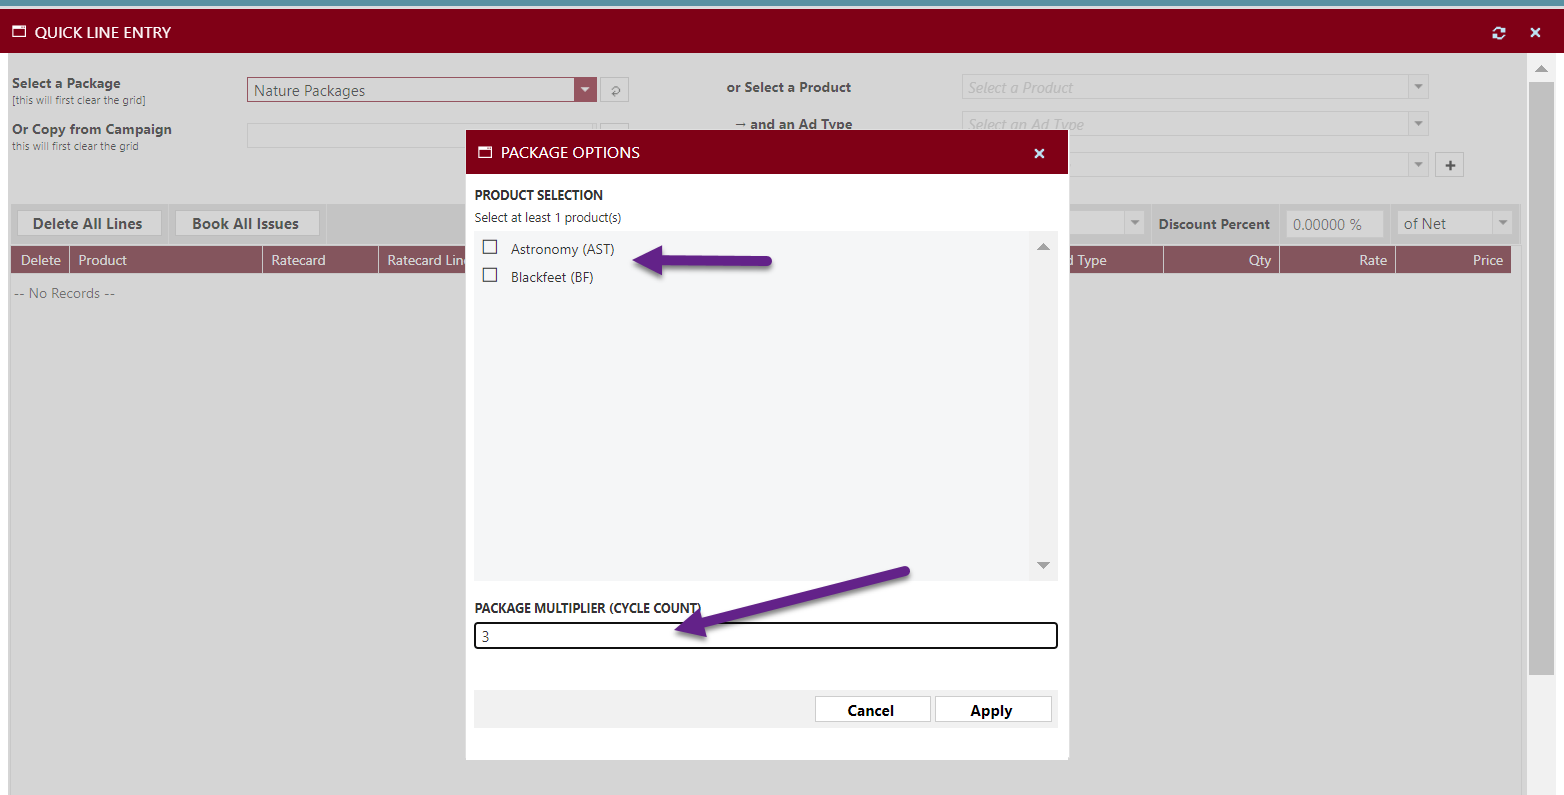 QUICK LINE ENTRY
Select a Package
[this will first clear the grid]
Nature Packages
or Select a Product
Select a Product
Or Copy from Campaign
this will first clear the grid
→ and an Ad Type
Select an Ad Type
+
Delete All Lines
Book All Issues
Discount Percent
0.00000 %
of Net
Delete
Product
Ratecard
Ratecard Lin
d Type
Qty
Rate
Price
-- No Records --
PACKAGE OPTIONS
PRODUCT SELECTION
Select at least 1 product(s)
Astronomy (AST)
Blackfeet (BF)
PACKAGE MULTIPLIER (CYCLE COUNT)
3
Cancel
Apply